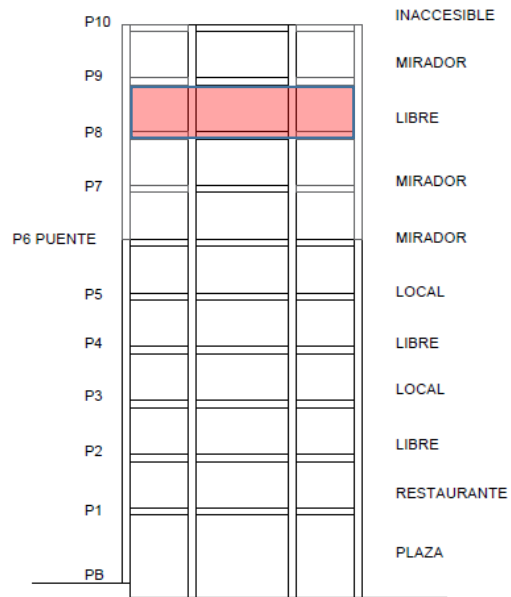 P10 INACCESIBLE
P9 MIRADOR
P8 LIBRE
P7 MIRADOR
P6 PUENTE MIRADOR
P5 LOCAL
P4 LIBRE
P3 LOCAL
P2 LIBRE
P1 RESTAURANTE
PB PLAZA